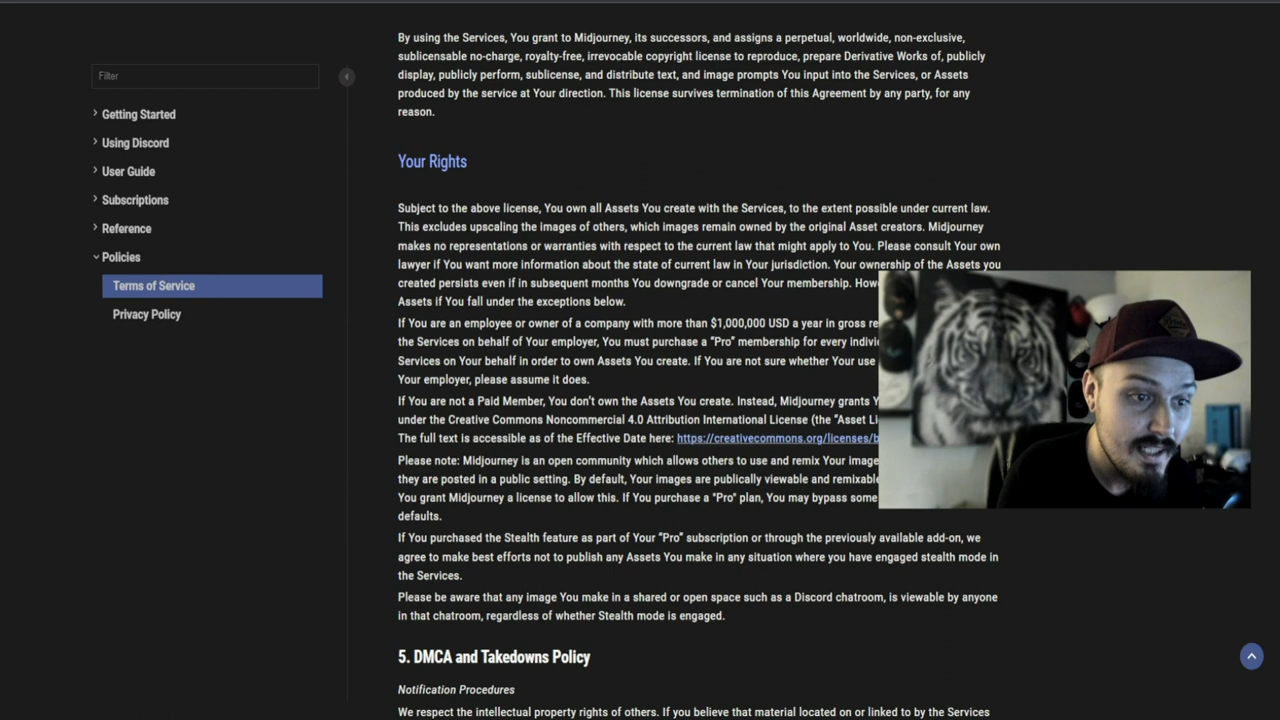 By using the Services, You grant to Midjourney, its successors, and assigns a perpetual, worldwide, non-exclusive,
sublicensable no-charge, royalty-free, irrevocable copyright license to reproduce, prepare Derivative Works of, publicly
display, publicly perform, sublicense, and distribute text, and image prompts You input into the Services, or Assets
produced by the service at Your direction. This license survives termination of this Agreement by any party, for any
reason.
Filter
Getting Started
Using Discord
User Guide
Subscriptions
Reference
Policies
Terms of Service
Privacy Policy
Your Rights
Subject to the above license, You own all Assets You create with the Services, to the extent possible under current law.
This excludes upscaling the images of others, which images remain owned by the original Asset creators. Midjourney
makes no representations or warranties with respect to the current law that might apply to You. Please consult Your own
lawyer if You want more information about the state of current law in Your jurisdiction. Your ownership of the Assets you
created persists even if in subsequent months You downgrade or cancel Your membership.
Assets if You fall under the exceptions below.
If You are an employee or owner of a company with more than $1,000,000 USD a year in gross
the Services on behalf of Your employer, You must purchase a "Pro" membership for every
Services on Your behalf in order to own Assets You create. If You are not sure whether Your use
Your employer, please assume it does.
If You are not a Paid Member, You don't own the Assets You create. Instead, Midjourney grants
under the Creative Commons Noncommercial 4.0 Attribution International License (the "Asset
The full text is accessible as of the Effective Date here: https://creativecommons.org/licenses/b
Please note: Midjourney is an open community which allows others to use and remix Your
they are posted in a public setting. By default, Your images are publically viewable and remixable
You grant Midjourney a license to allow this. If You purchase a "Pro" plan, You may bypass some
defaults.
If You purchased the Stealth feature as part of Your "Pro" subscription or through the previously available add-on, we
agree to make best efforts not to publish any Assets You make in any situation where you have engaged stealth mode in
the Services.
Please be aware that any image You make in a shared or open space such as a Discord chatroom, is viewable by anyone
in that chatroom, regardless of whether Stealth mode is engaged.
5. DMCA and Takedowns Policy
Notification Procedures
We respect the intellectual property rights of others. If you believe that material located on or linked to by the Services